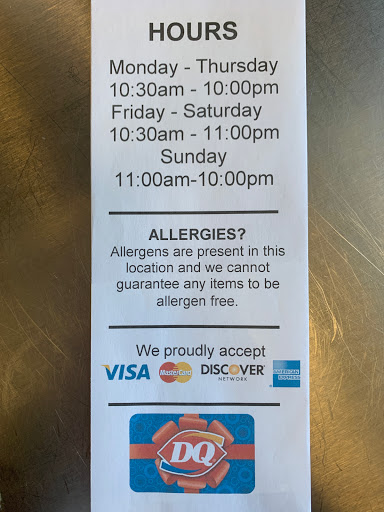 HOURS
Monday - Thursday
10:30am - 10:00pm
Friday - Saturday
10:30am - 11:00pm
Sunday
11:00am-10:00pm
ALLERGIES?
Allergens are present in this
location and we cannot
guarantee any items to be
allergen free.
We proudly accept
VISA MasterCard DISCOVER NETWORK AMERICAN EXPRESS
DQ